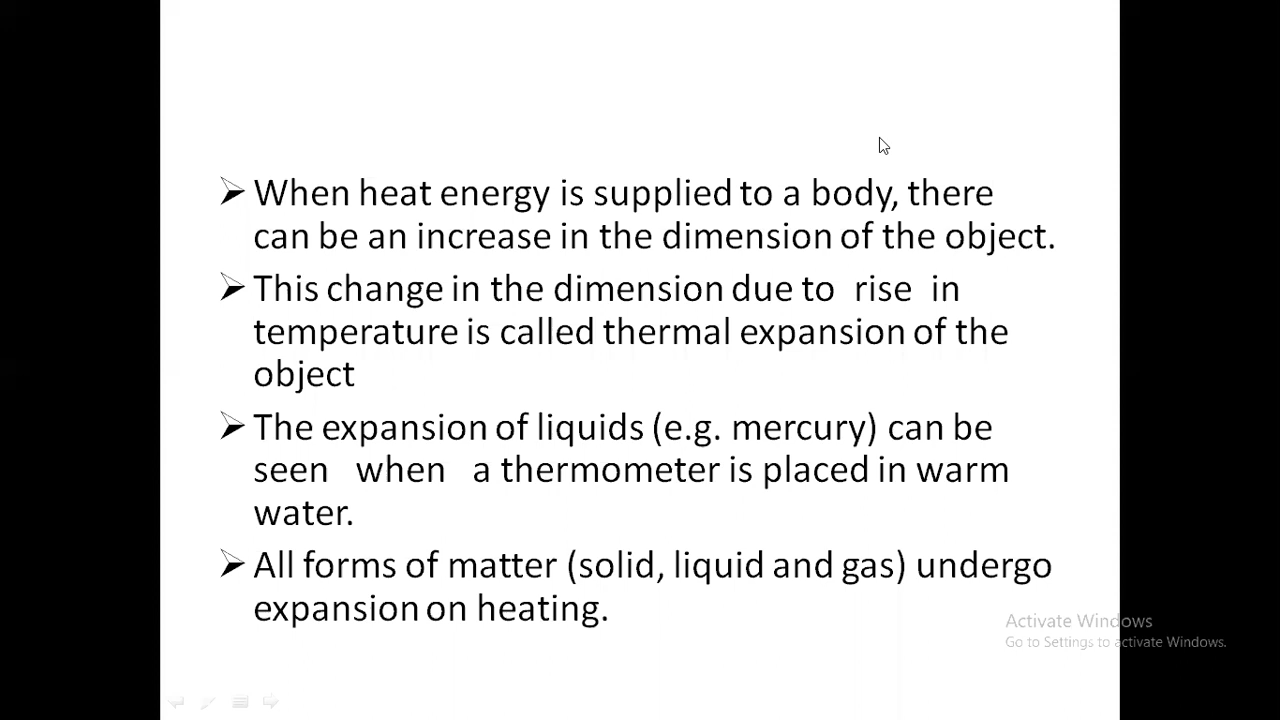 When heat energy is supplied to a body, there
can be an increase in the dimension of the object.
This change in the dimension due to rise in
temperature is called thermal expansion of the
object
The expansion of liquids (e.g. mercury) can be
seen when a thermometer is placed in warm
water.
All forms of matter (solid, liquid and gas) undergo
expansion on heating.
Activate Windows
Go to Settings to activate Windows.